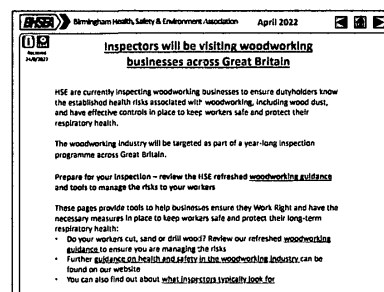 BHSEA Birmingham Health, Safety & Environment Association April 2022
Inspectors will be visiting woodworking
businesses across Great Britain
HSE are currently inspecting woodworking businesses to ensure dutyholders know
the established health risks associated with woodworking, including wood dust,
and have effective controls in place to keep workers safe and protect their
respiratory health.
The woodworking industry will be targeted as part of a year-long inspection
programme across Great Britain.
Prepare for your inspection – review the HSE refreshed woodworking guidance
and tools to manage the risks to your workers
These pages provide tools to help businesses ensure they Work Right and have the
necessary measures in place to keep workers safe and protect their long-term
respiratory health:
• Do your workers cut, sand or drill wood? Review our refreshed woodworking
guidance to ensure you are managing the risks
• Further guidance on health and safety in the woodworking industry can be
found on our website
• You can also find out about what inspectors typically look for